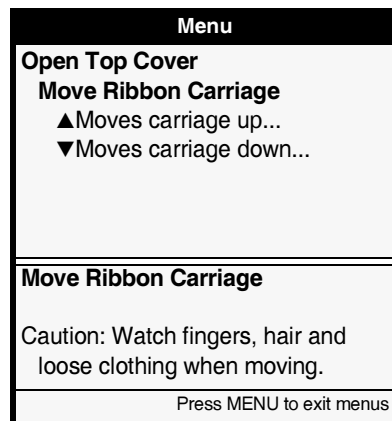 Menu
Open Top Cover
Move Ribbon Carriage
▲Moves carriage up...
▼Moves carriage down...
Move Ribbon Carriage
Caution: Watch fingers, hair and
loose clothing when moving.
Press MENU to exit menus